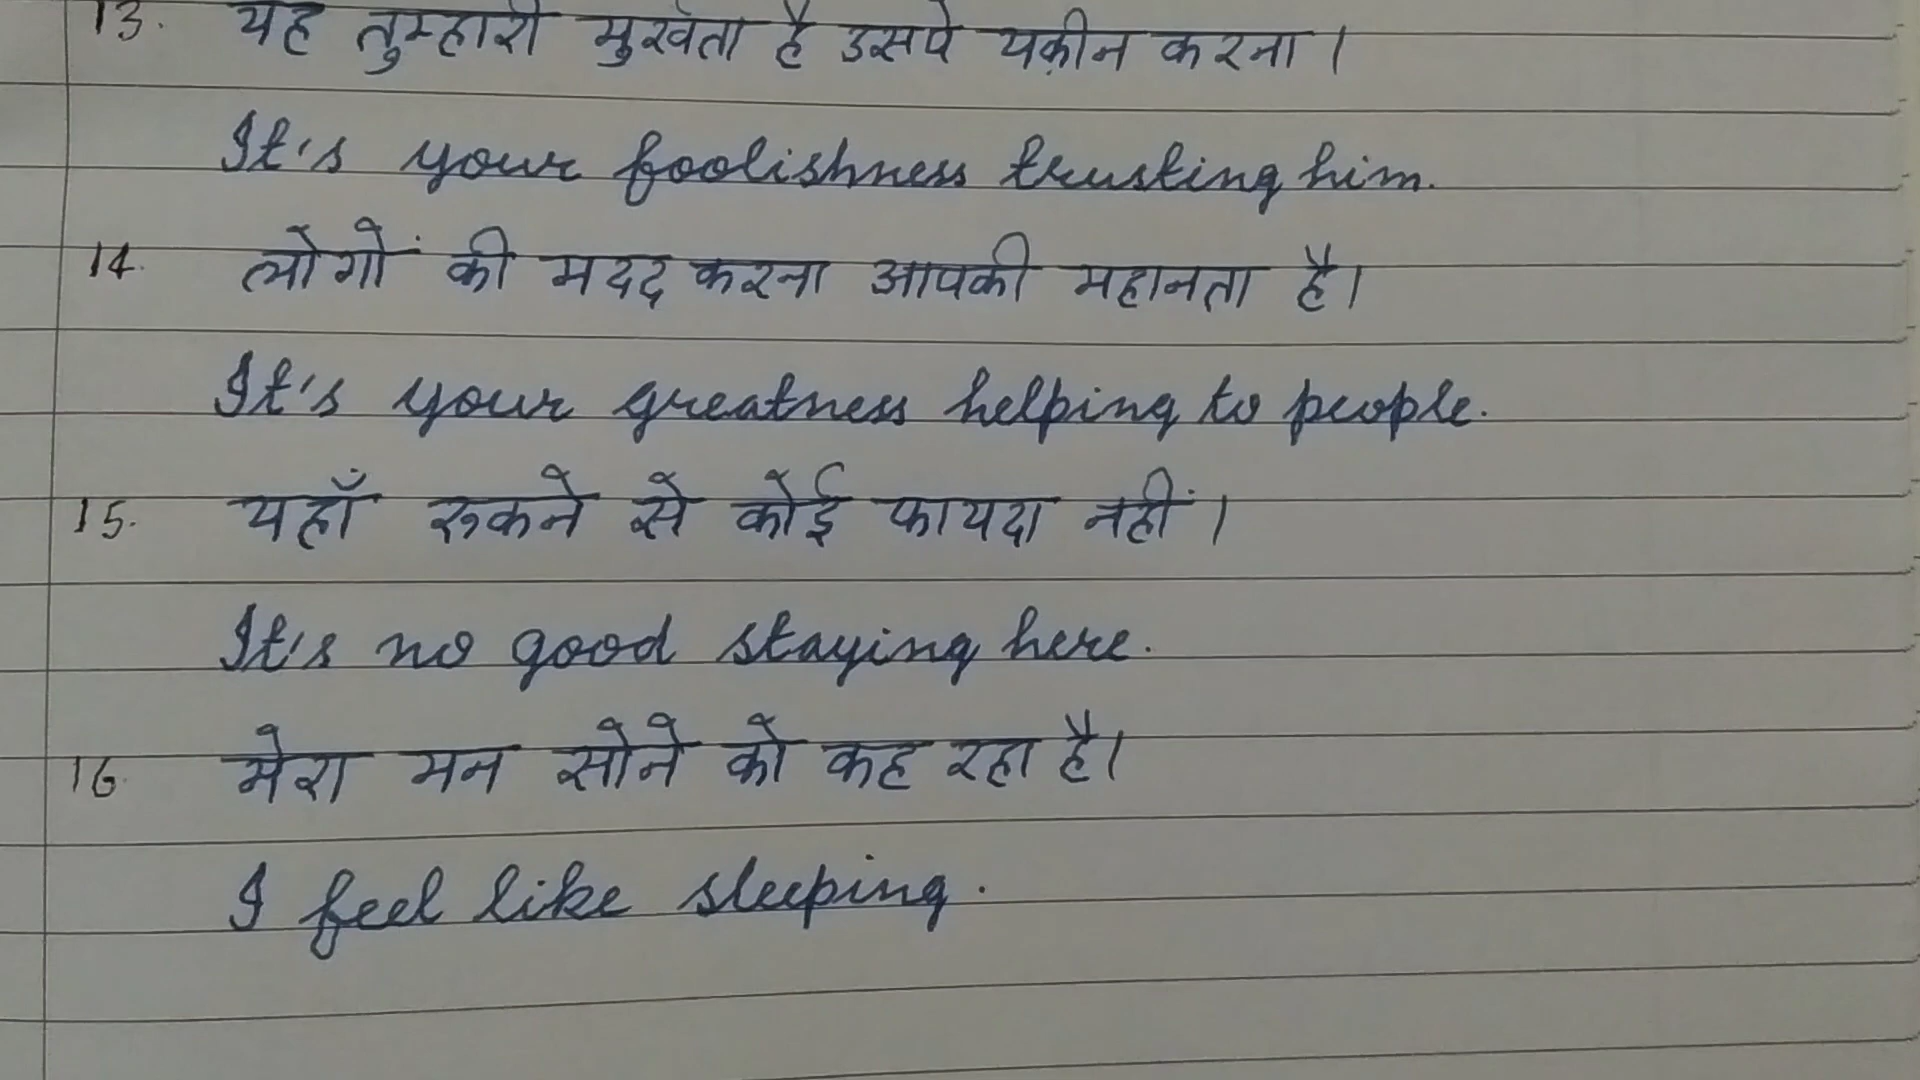 13. यह तुम्हारी मुर्खता है उसपे यक़ीन करना।
It's your foolishness trusting him.
14. लोगों की मदद करना आपकी महानता है।
It's your greatness helping to people.
15. यहाँ रुकने से कोई फायदा नहीं।
It's no good staying here.
16. मेरा मन सोने को कह रहा है।
I feel like sleeping.